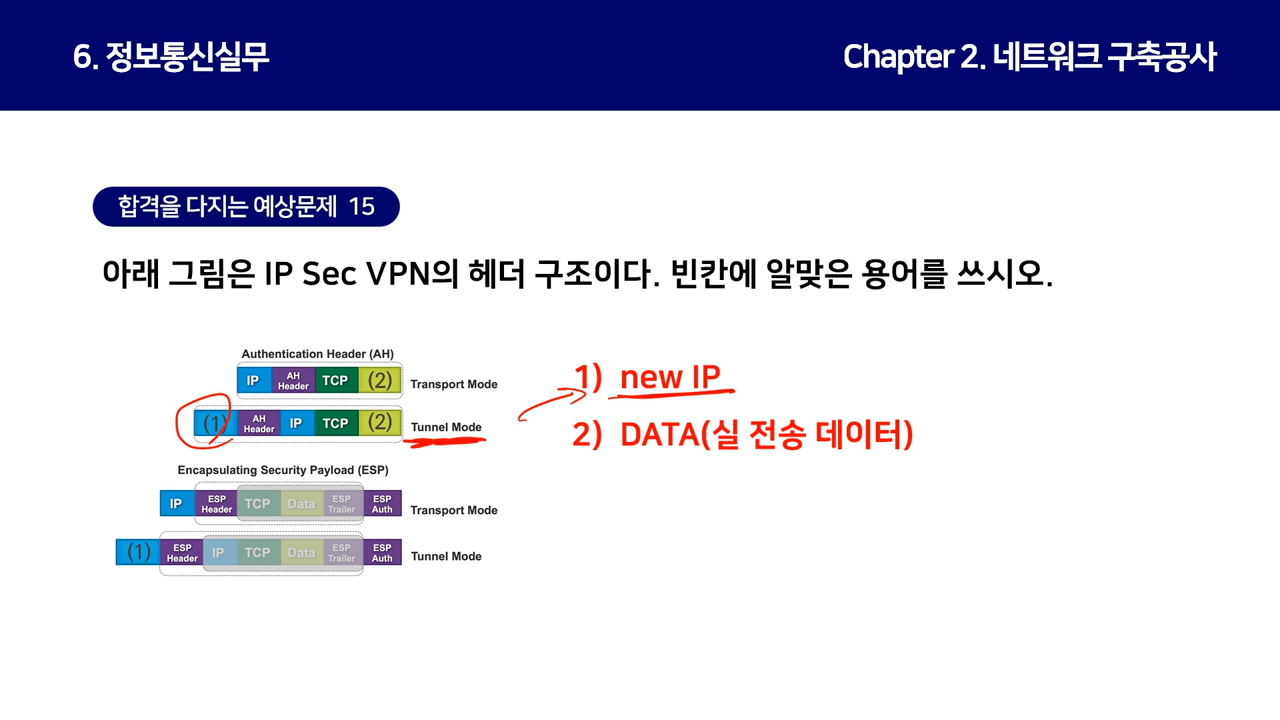 6. 정보통신실무
Chapter 2. 네트워크 구축공사
합격을 다지는 예상문제 15
아래 그림은 IP Sec VPN의 헤더 구조이다. 빈칸에 알맞은 용어를 쓰시오.
Authentication Header (AH)
IP AH Header TCP (2) Transport Mode
(1) AH Header IP TCP (2) Tunnel Mode
Encapsulating Security Payload (ESP)
IP ESP Header TCP Data ESP Trailer ESP Auth Transport Mode
(1) ESP Header IP TCP Data ESP Trailer ESP Auth Tunnel Mode
1) new IP
2) DATA(실 전송 데이터)